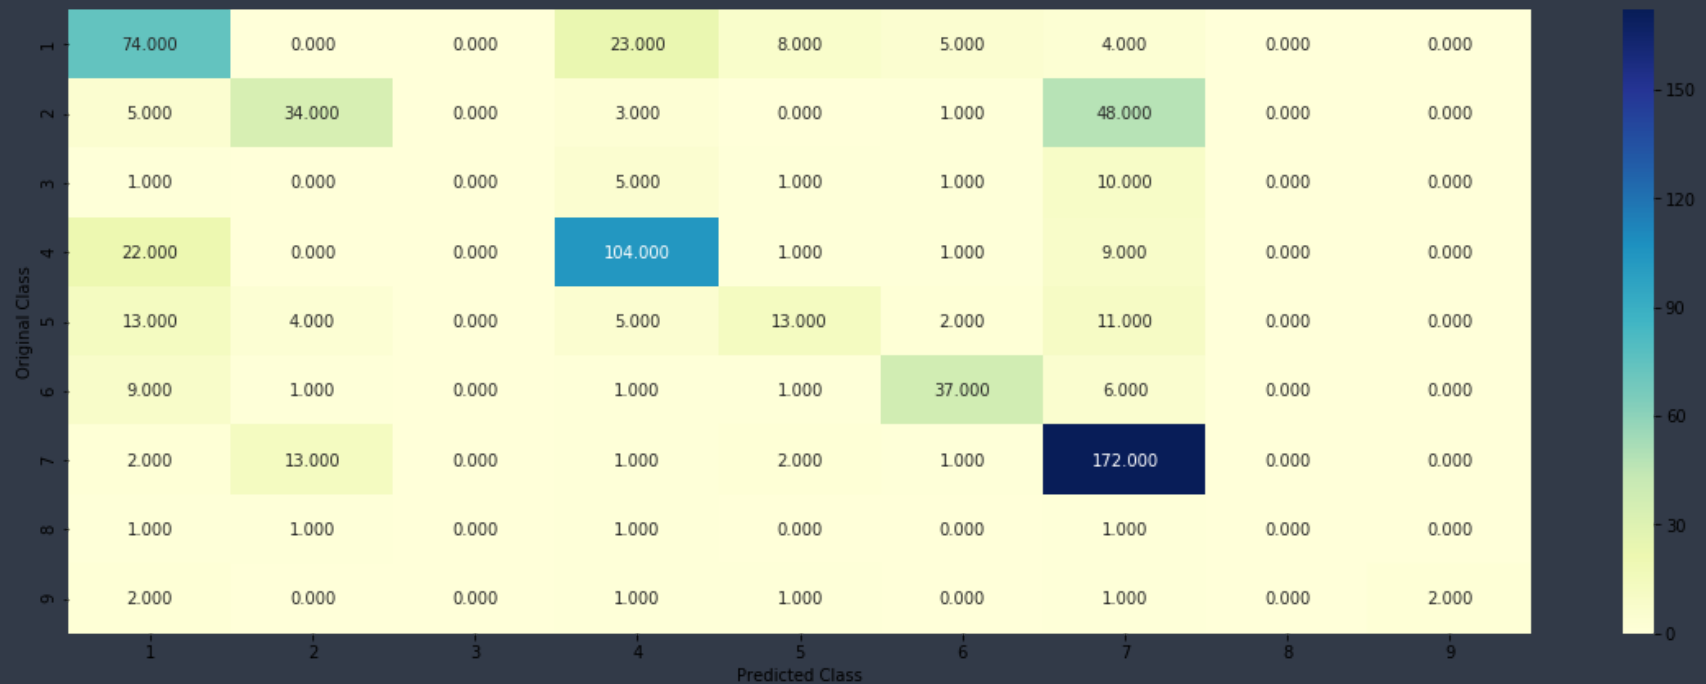 1 74.000 0.000 0.000 23.000 8.000 5.000 4.000 0.000 0.000
2 5.000 34.000 0.000 3.000 0.000 1.000 48.000 0.000 0.000
3 1.000 0.000 0.000 5.000 1.000 1.000 10.000 0.000 0.000
4 22.000 0.000 0.000 104.000 1.000 1.000 9.000 0.000 0.000
5 13.000 4.000 0.000 5.000 13.000 2.000 11.000 0.000 0.000
6 9.000 1.000 0.000 1.000 1.000 37.000 6.000 0.000 0.000
7 2.000 13.000 0.000 1.000 2.000 1.000 172.000 0.000 0.000
8 1.000 1.000 0.000 1.000 0.000 0.000 1.000 0.000 0.000
9 2.000 0.000 0.000 1.000 1.000 0.000 1.000 0.000 2.000
1 2 3 4 5 6 7 8 9
Predicted Class
Original Class
150
120
90
60
30
0